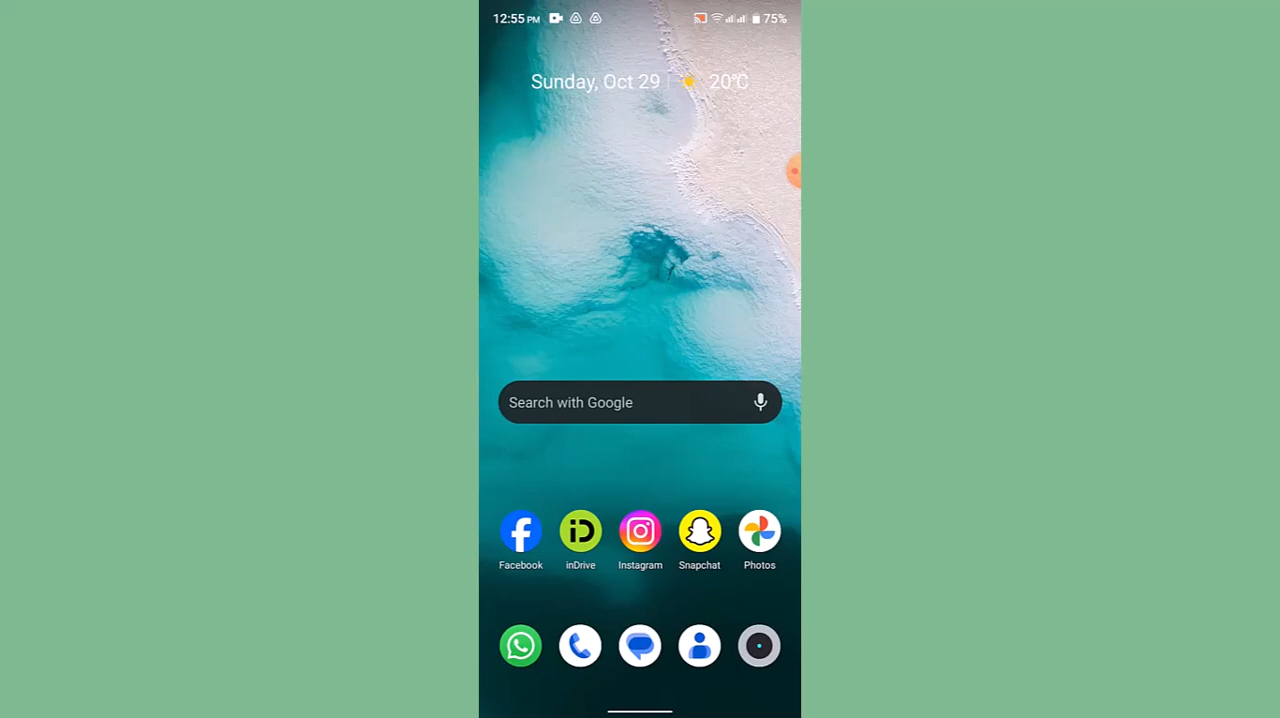 12:55 PM 75%
Sunday, Oct 29 20°C
Search with Google
Facebook inDrive Instagram Snapchat Photos